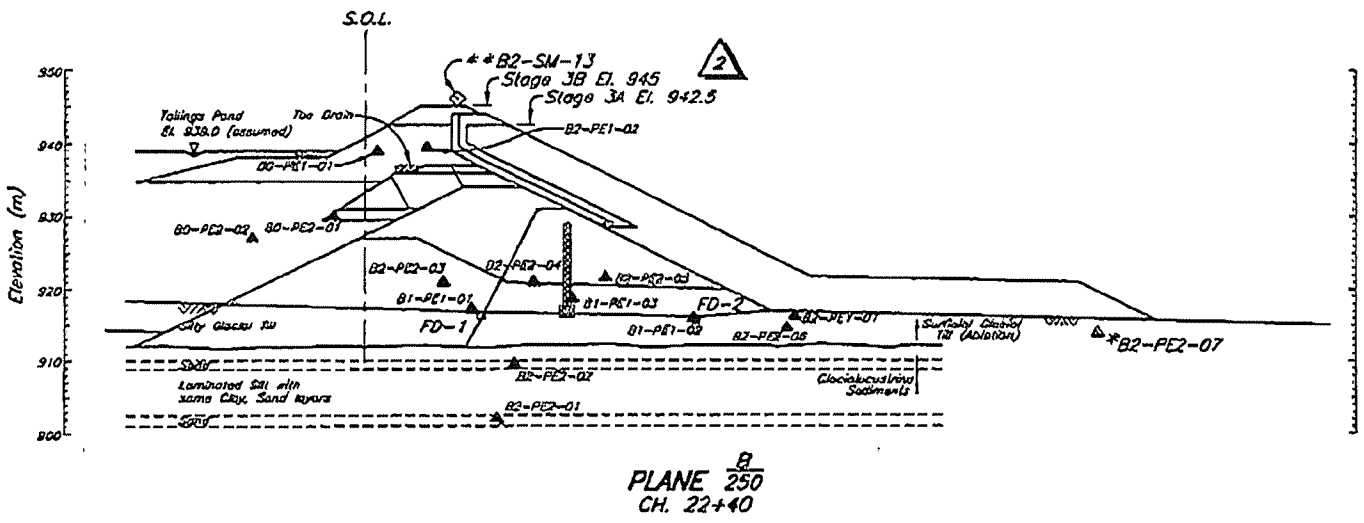 S.O.L.
**B2-SM-13
2
Stage 3B El. 945
Stage 3A El. 942.5
950
Tailings Pond
El. 939.0 (assumed)
Toe Drain
B2-PE1-02
940
B0-PE1-01
Elevation (m)
930
B0-PE2-02
B0-PE2-01
B2-PE2-03
B2-PE2-04
920
B1-PE1-01
B1-PE1-03
FD-2
FD-1
B1-PE1-02
B2-PE1-01
Silty Glacial Till
B2-PE2-06
Surficial Glacial
Till (Ablation)
*B2-PE2-07
910
Sand
B2-PE2-02
Laminated Silt with
some Clay, Sand layers
Glaciolacustrine
Sediments
B2-PE2-01
Sand
900
PLANE B
250
CH. 22+40